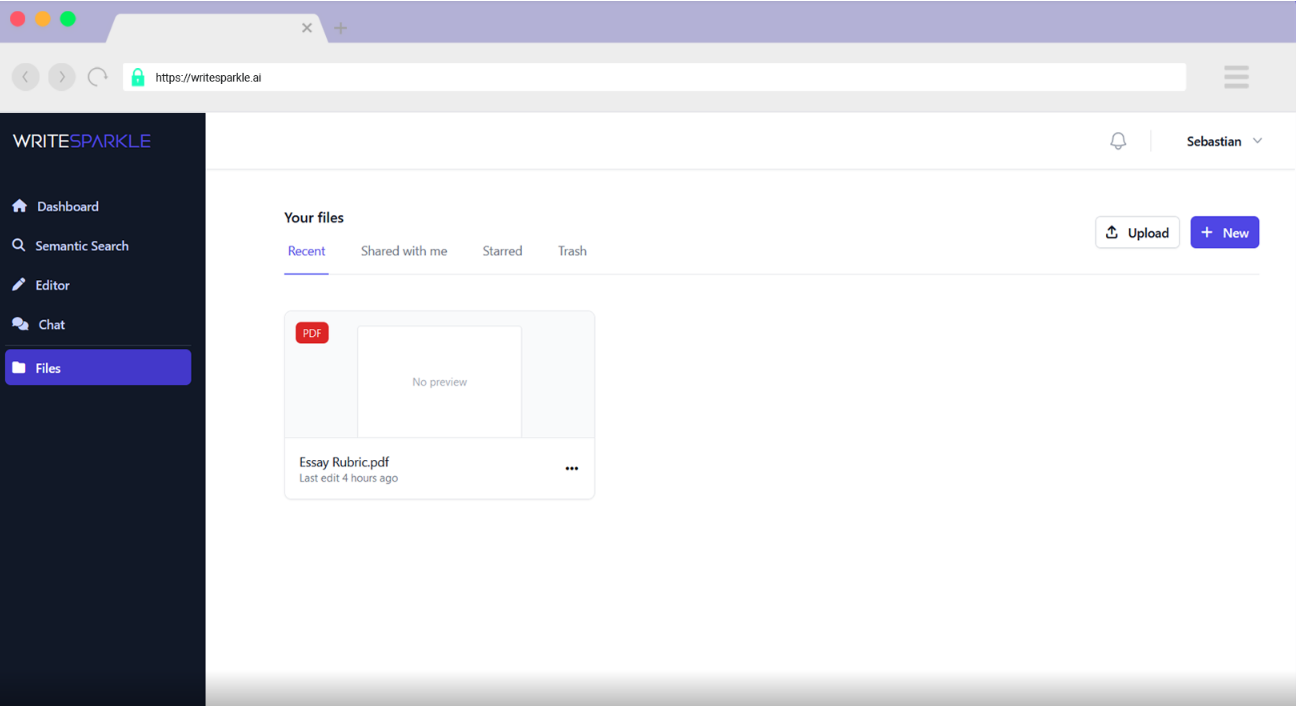 https://writesparkle.ai
WRITESPARKLE
Sebastian
Dashboard
Semantic Search
Editor
Chat
Files
Your files
Upload
New
Recent Shared with me Starred Trash
PDF
No preview
Essay Rubric.pdf
Last edit 4 hours ago